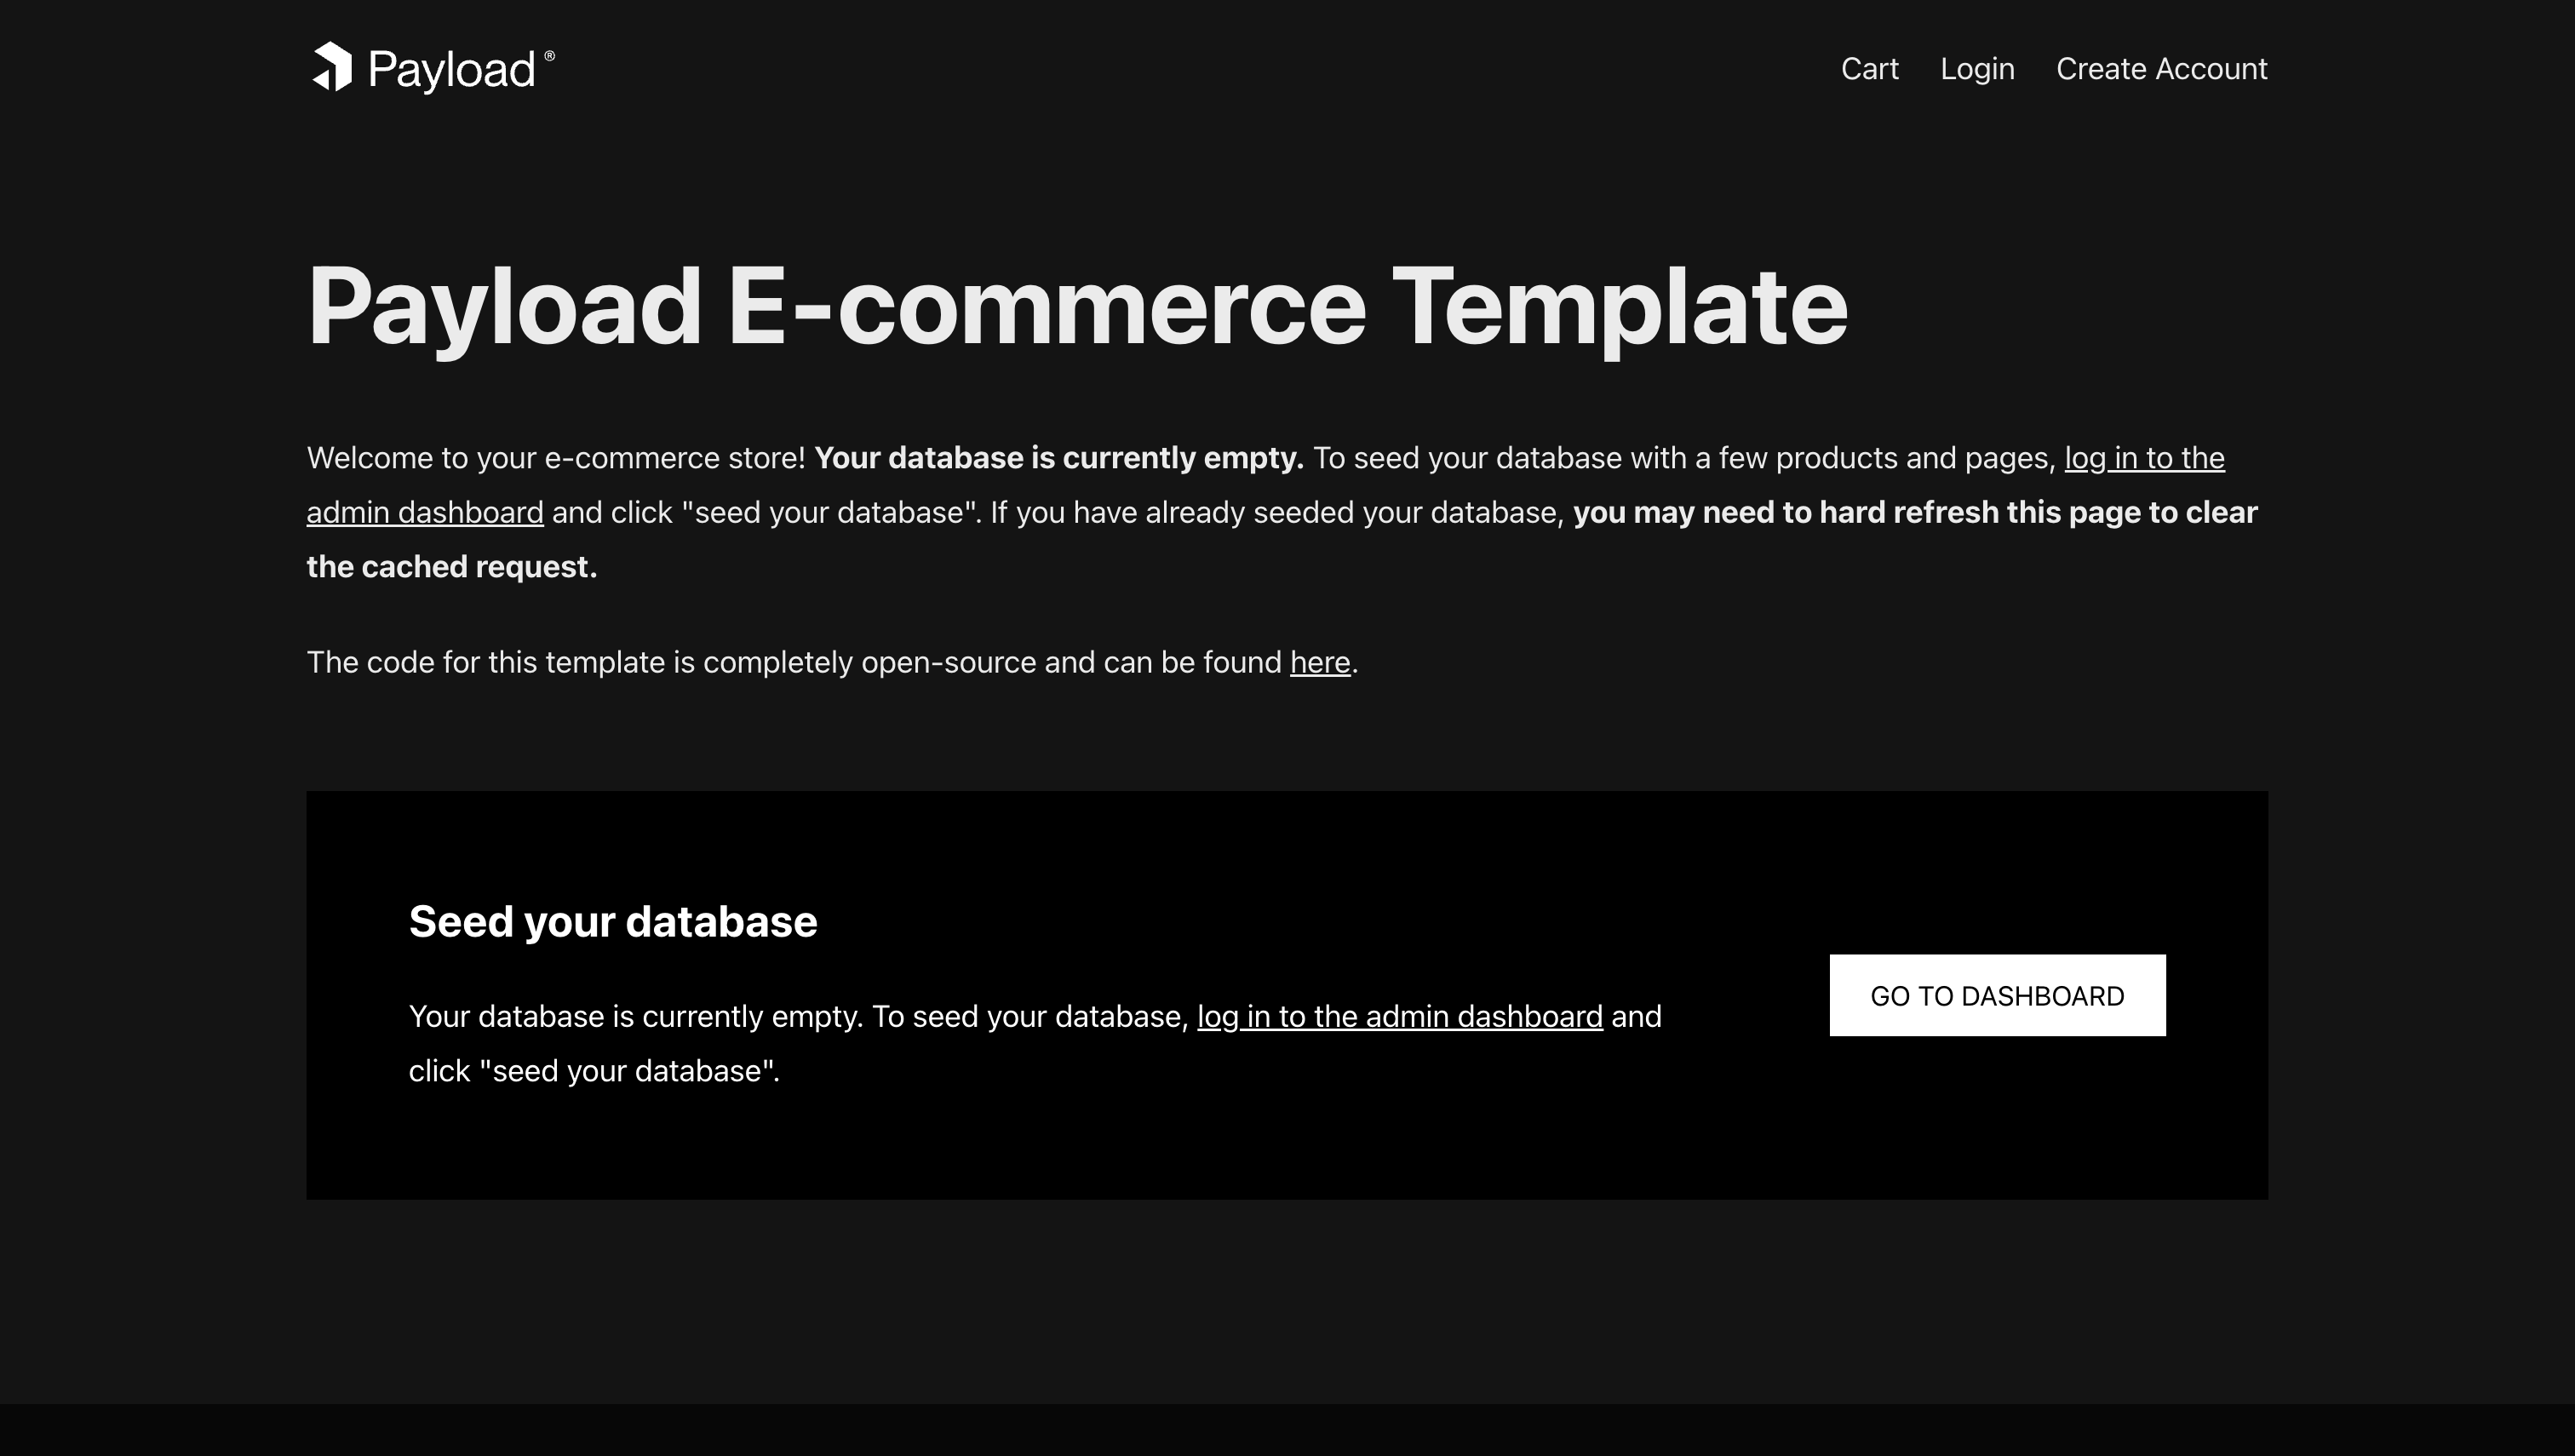 Payload ®
Cart Login Create Account
Payload E-commerce Template
Welcome to your e-commerce store! Your database is currently empty. To seed your database with a few products and pages, log in to the
admin dashboard and click "seed your database". If you have already seeded your database, you may need to hard refresh this page to clear
the cached request.
The code for this template is completely open-source and can be found here.
Seed your database
Your database is currently empty. To seed your database, log in to the admin dashboard and
click "seed your database".
GO TO DASHBOARD